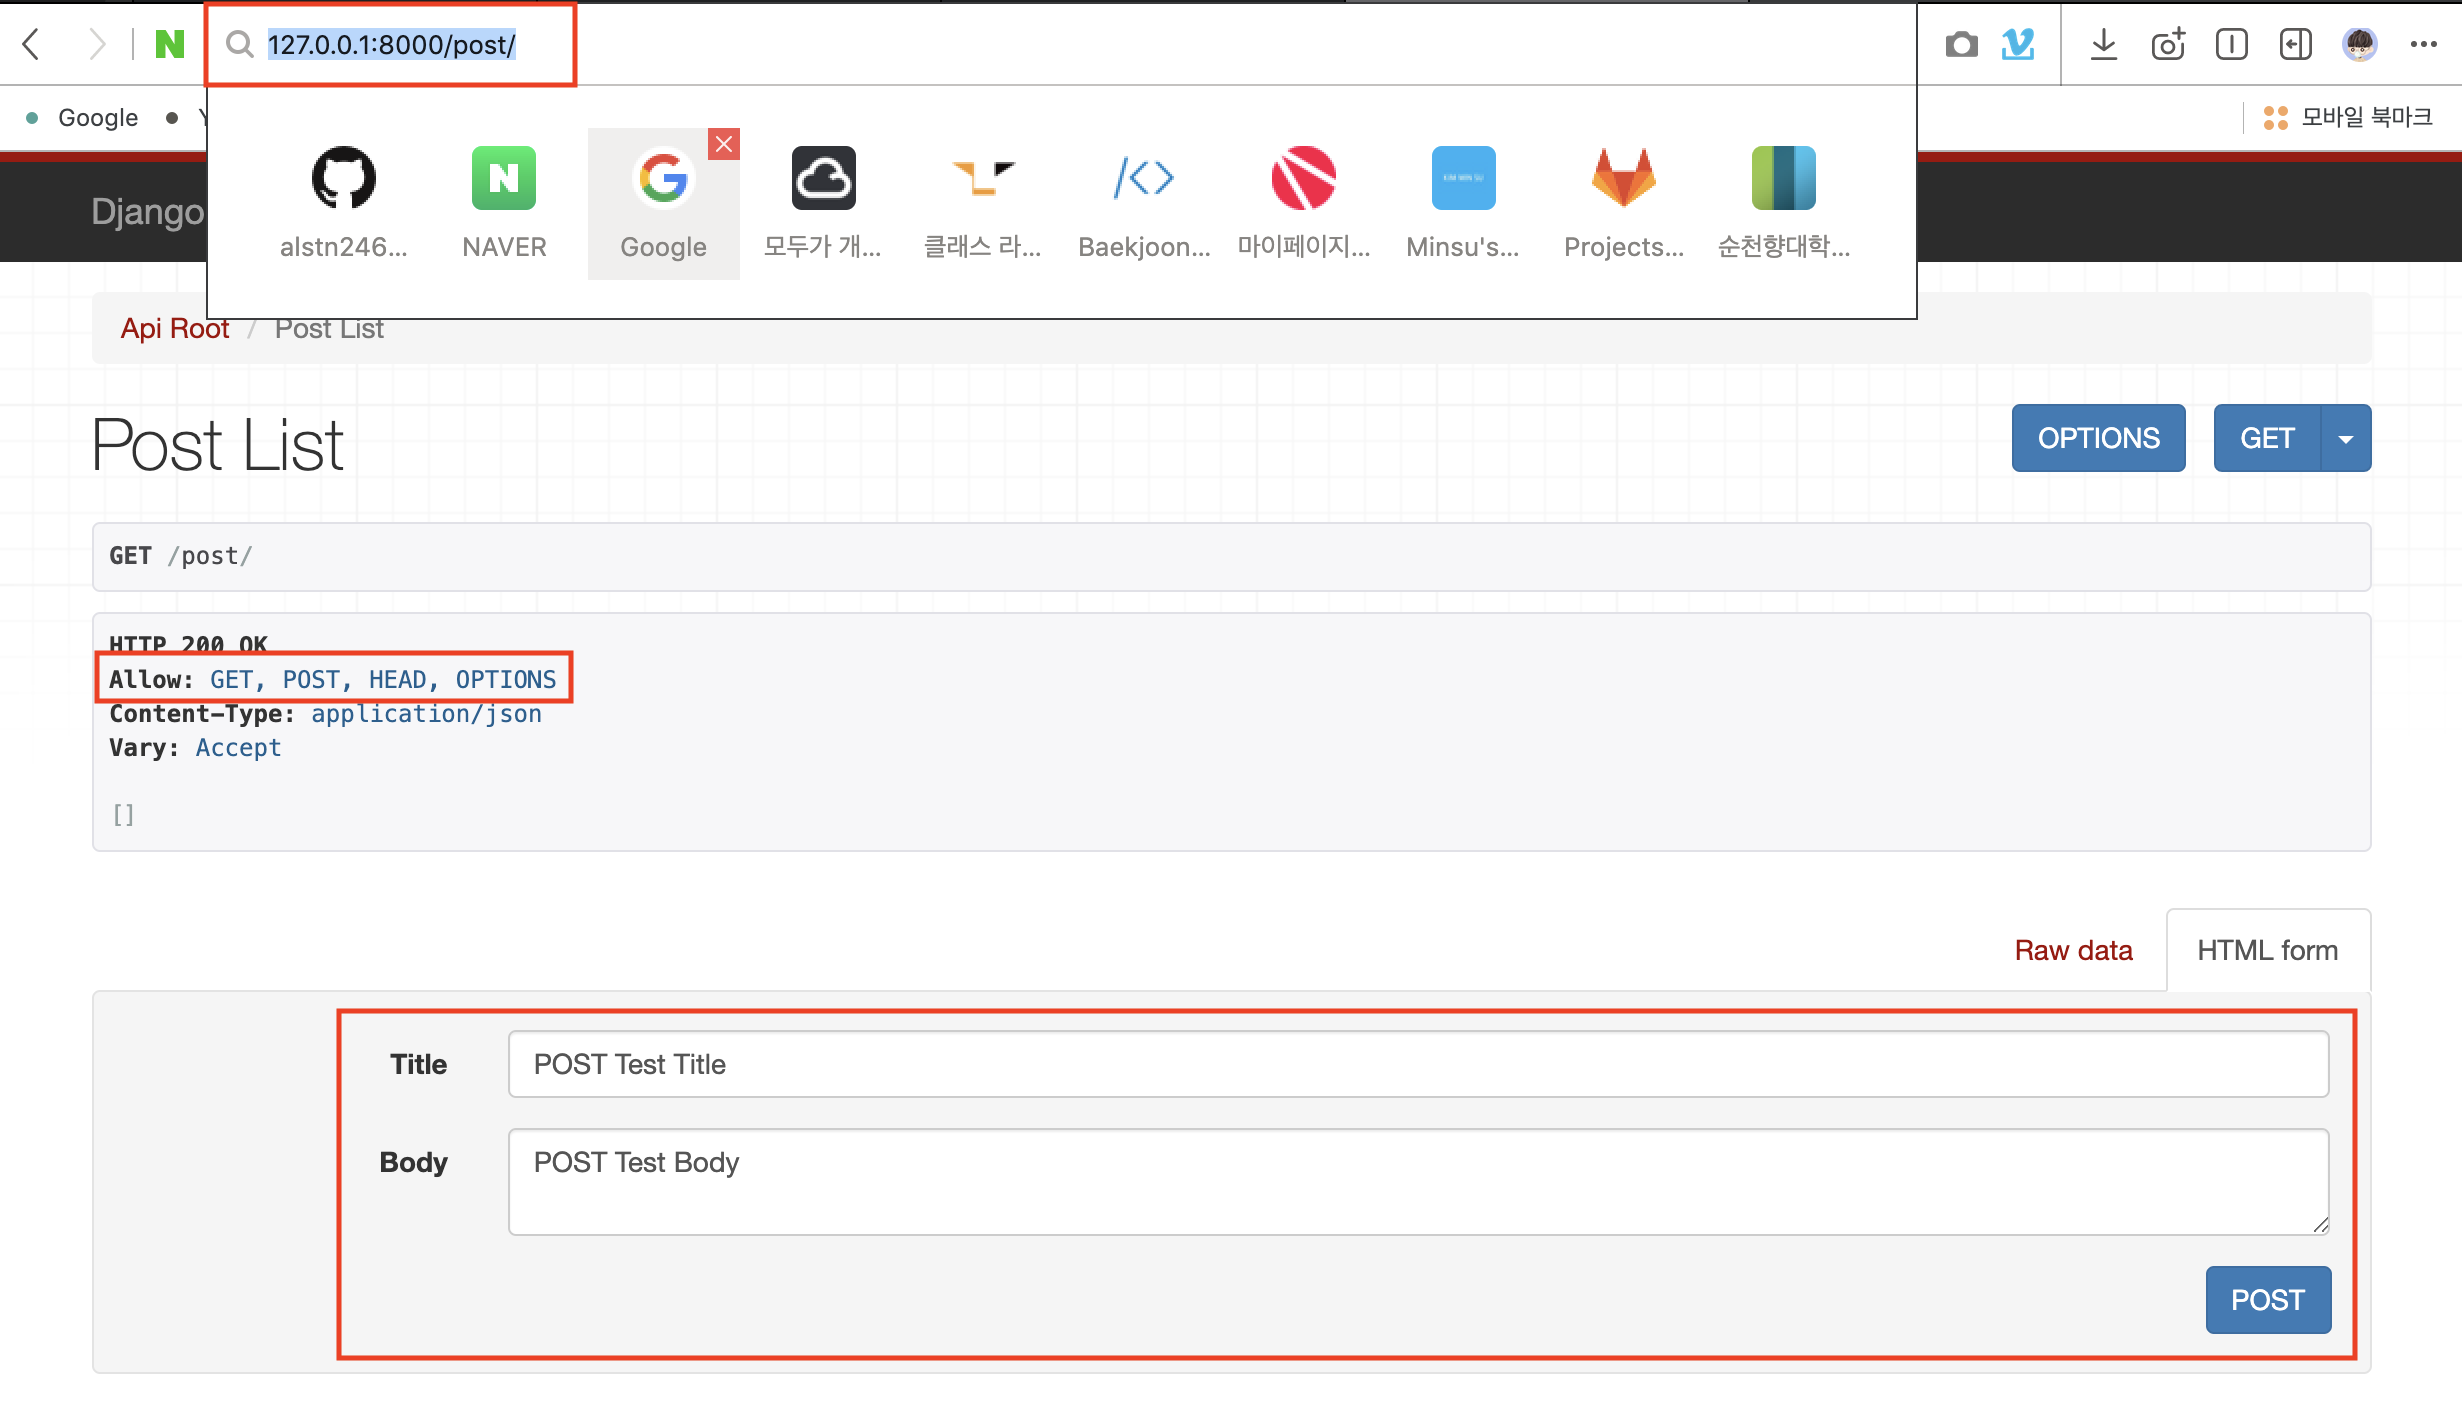 127.0.0.1:8000/post/
Google
모바일 북마크
alstn246...
NAVER
Google
모두가 개...
클래스 라...
Baekjoon...
마이페이지...
Minsu's...
Projects...
순천향대학...
Django
Api Root / Post List
Post List
OPTIONS
GET
GET /post/
HTTP 200 OK
Allow: GET, POST, HEAD, OPTIONS
Content-Type: application/json
Vary: Accept
[]
Raw data
HTML form
Title
POST Test Title
Body
POST Test Body
POST